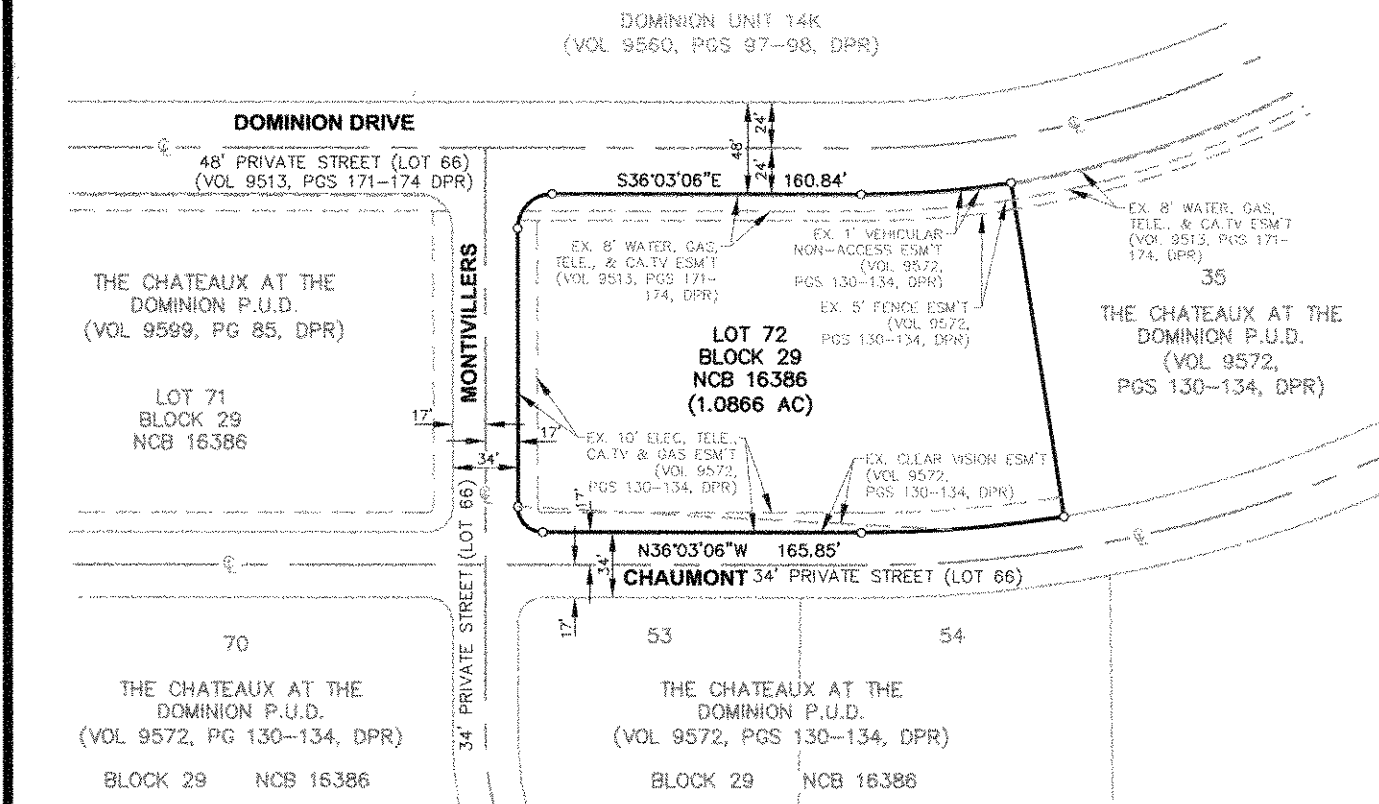 DOMINION UNIT 14K
(VOL 9560, PGS 97-98, DPR)
DOMINION DRIVE
48' PRIVATE STREET (LOT 66)
(VOL 9513, PGS 171-174 DPR)
48'
24'
24'
S36°03'06"E 160.84'
EX. 8' WATER, GAS,
TELE., & CA.TV ESM'T
(VOL 9513, PGS 171-
174, DPR)
EX. 1' VEHICULAR
NON-ACCESS ESM'T
(VOL 9572,
PGS 130-134, DPR)
EX. 5' FENCE ESM'T
(VOL 9572,
PGS 130-134, DPR)
EX. 8' WATER, GAS,
TELE., & CA.TV ESM'T
(VOL 9513, PGS 171-
174, DPR)
35
THE CHATEAUX AT THE
DOMINION P.U.D.
(VOL 9572,
PGS 130-134, DPR)
THE CHATEAUX AT THE
DOMINION P.U.D.
(VOL 9599, PG 85, DPR)
LOT 71
BLOCK 29
NCB 16386
MONTIVILLERS
34' PRIVATE STREET (LOT 66)
17'
17'
34'
LOT 72
BLOCK 29
NCB 16386
(1.0866 AC)
EX. 10' ELEC, TELE.,
CA.TV & GAS ESM'T
(VOL 9572,
PGS 130-134, DPR)
EX. CLEAR VISION ESM'T
(VOL 9572,
PGS 130-134, DPR)
17'
34'
17'
N36°03'06"W 165.85'
CHAUMONT 34' PRIVATE STREET (LOT 66)
70
THE CHATEAUX AT THE
DOMINION P.U.D.
(VOL 9572, PG 130-134, DPR)
BLOCK 29 NCB 16386
53
54
THE CHATEAUX AT THE
DOMINION P.U.D.
(VOL 9572, PGS 130-134, DPR)
BLOCK 29 NCB 16386